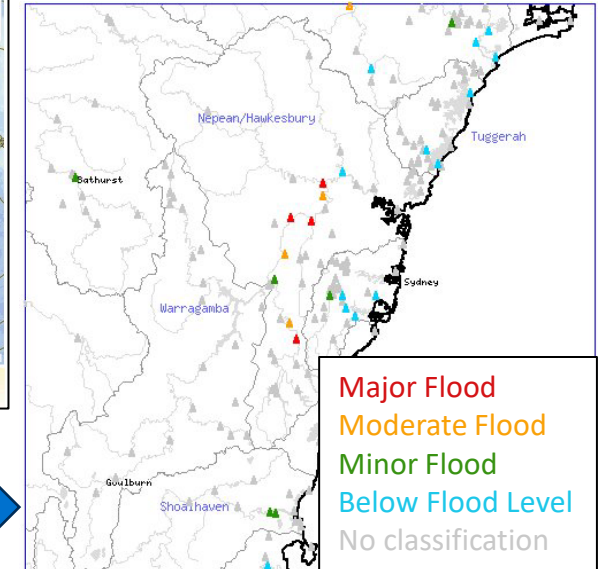 Nepean/Hawkesbury
Tuggerah
Bathurst
Sydney
Warragamba
Goulburn
Shoalhaven
Major Flood
Moderate Flood
Minor Flood
Below Flood Level
No classification